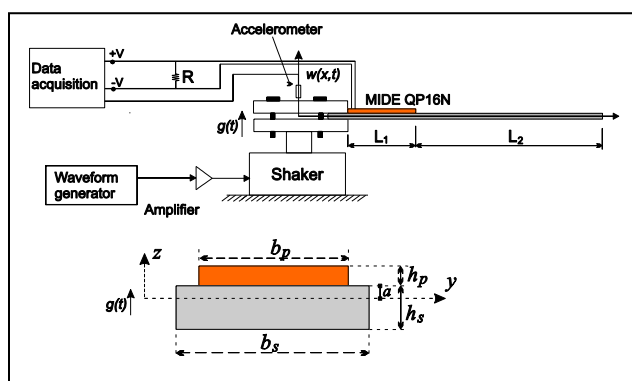 Accelerometer
+V
Data
acquisition
R
-V
w(x,t)
MIDE QP16N
g(t)
L1
L2
Waveform
generator
Amplifier
Shaker
z
bp
hp
g(t)
a
y
hs
bs